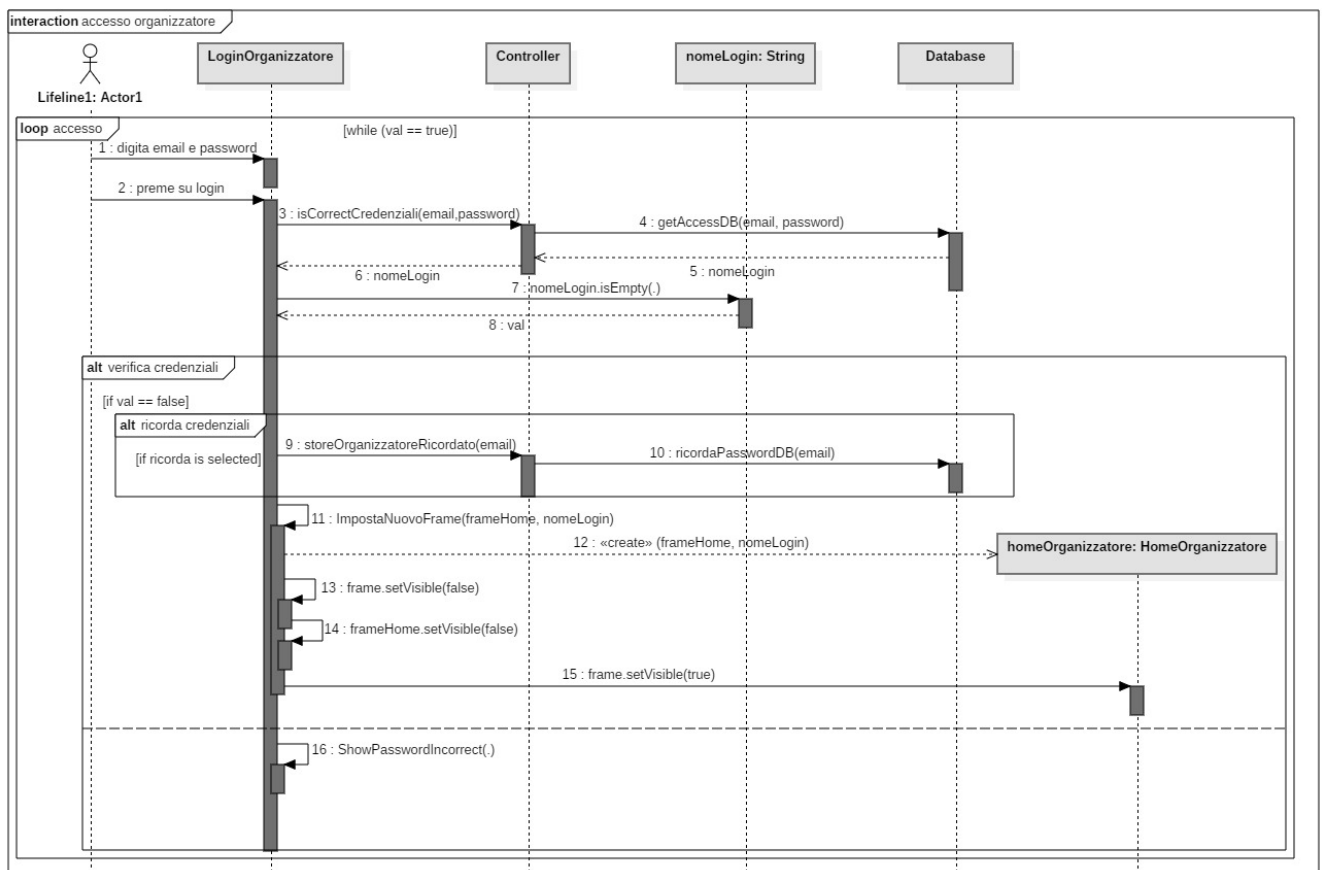 interaction accesso organizzatore
LoginOrganizzatore
Controller
nomeLogin: String
Database
Lifeline1: Actor1
loop accesso
[while (val == true)]
1 : digita email e password
2 : preme su login
3 : isCorrectCredenziali(email,password)
4 : getAccessDB(email, password)
5 : nomeLogin
6 : nomeLogin
7 : nomeLogin.isEmpty(.)
8 : val
alt verifica credenziali
[if val == false]
alt ricorda credenziali
9 : storeOrganizzatoreRicordato(email)
[if ricorda is selected]
10 : ricordaPasswordDB(email)
11 : ImpostaNuovoFrame(frameHome, nomeLogin)
12 : «create» (frameHome, nomeLogin)
homeOrganizzatore: HomeOrganizzatore
13 : frame.setVisible(false)
14 : frameHome.setVisible(false)
15 : frame.setVisible(true)
16 : ShowPasswordIncorrect(.)